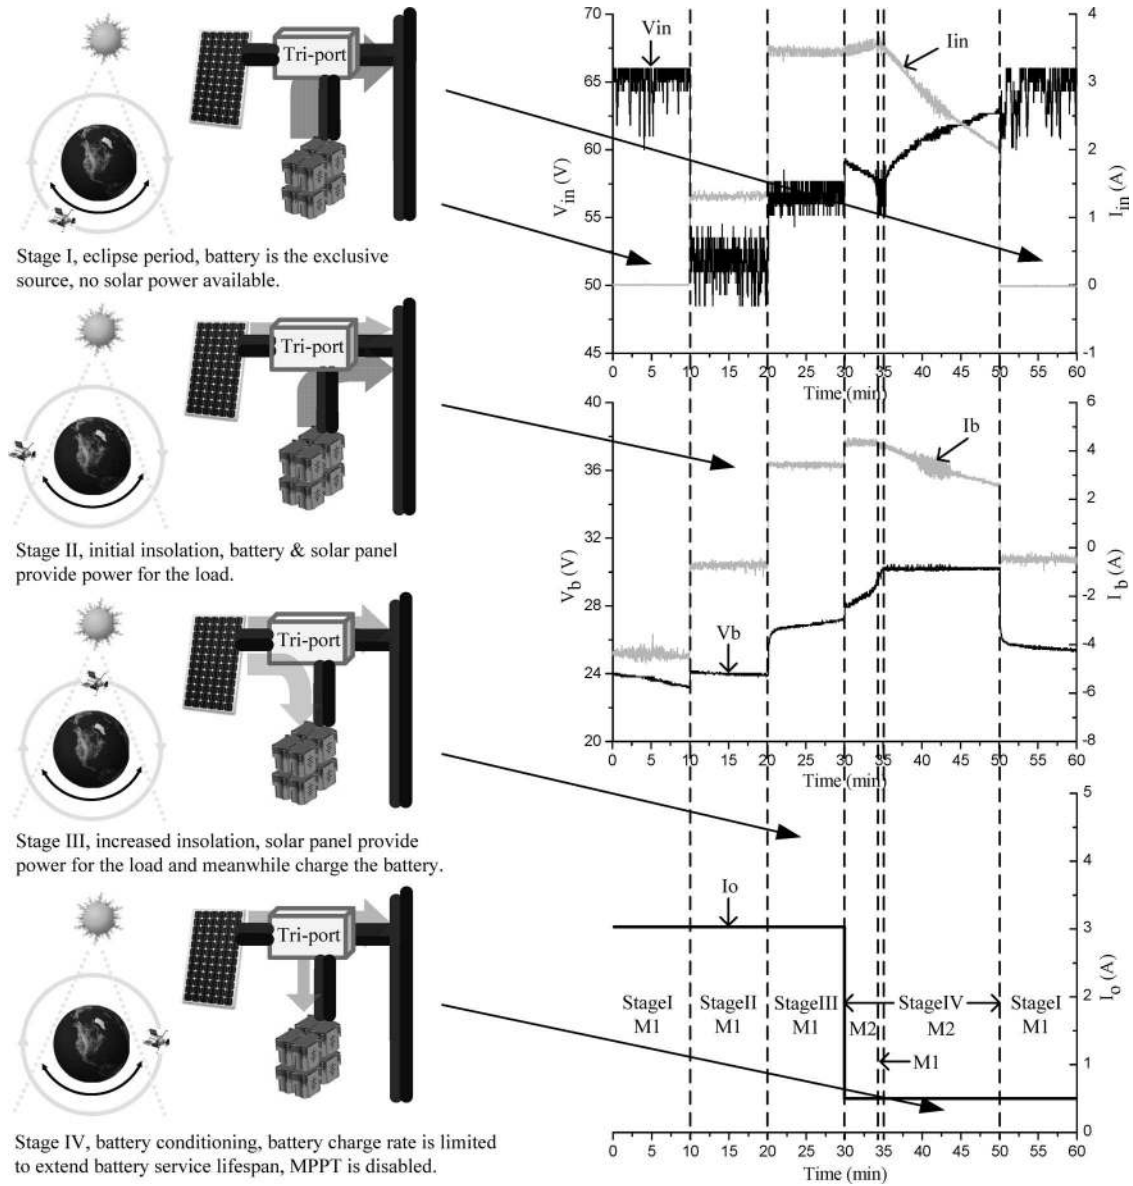 Tri-port
Stage I, eclipse period, battery is the exclusive
source, no solar power available.
Tri-port
Stage II, initial insolation, battery & solar panel
provide power for the load.
Tri-port
Stage III, increased insolation, solar panel provide
power for the load and meanwhile charge the battery.
Tri-port
Stage IV, battery conditioning, battery charge rate is limited
to extend battery service lifespan, MPPT is disabled.
70
65
60
55
50
45
V_in (V)
Vin
Iin
4
3
2
1
0
-1
I_in (A)
0 5 10 15 20 25 30 35 40 45 50 55 60
Time (min)
40
36
32
28
24
20
V_b (V)
Ib
Vb
6
4
2
0
-2
-4
-6
-8
I_b (A)
0 5 10 15 20 25 30 35 40 45 50 55 60
Time (min)
Io
5
4
3
2
1
0
I_o (A)
StageI StageII StageIII StageIV StageI
M1 M1 M1 M2 M2 M1
M1
0 5 10 15 20 25 30 35 40 45 50 55 60
Time (min)